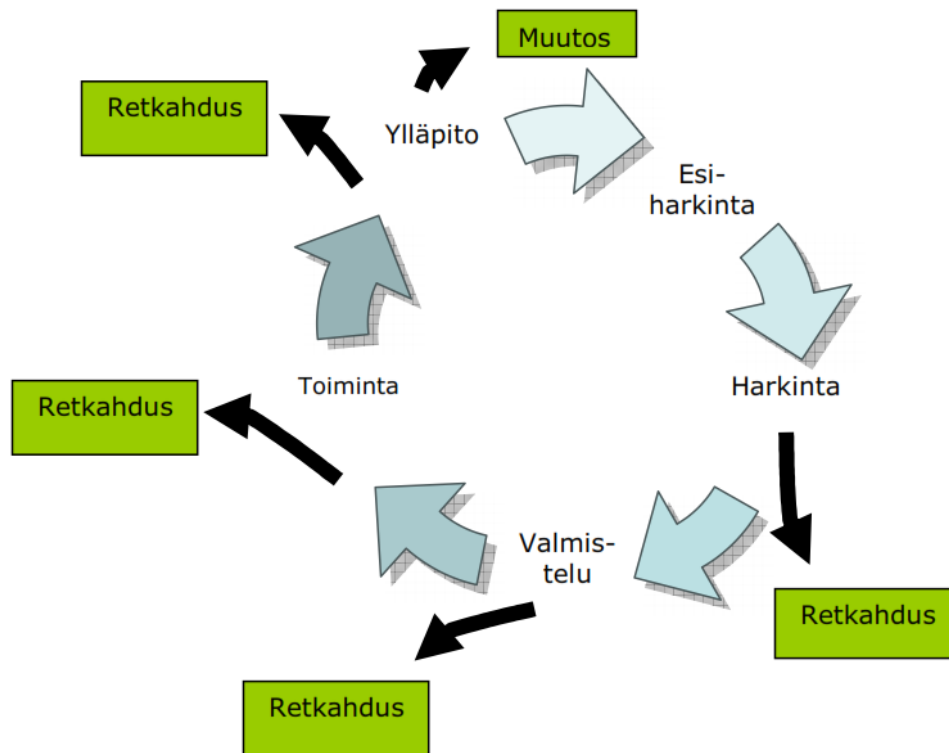 Muutos
Retkahdus
Ylläpito
Esi-
harkinta
Toiminta
Harkinta
Retkahdus
Valmis-
telu
Retkahdus
Retkahdus